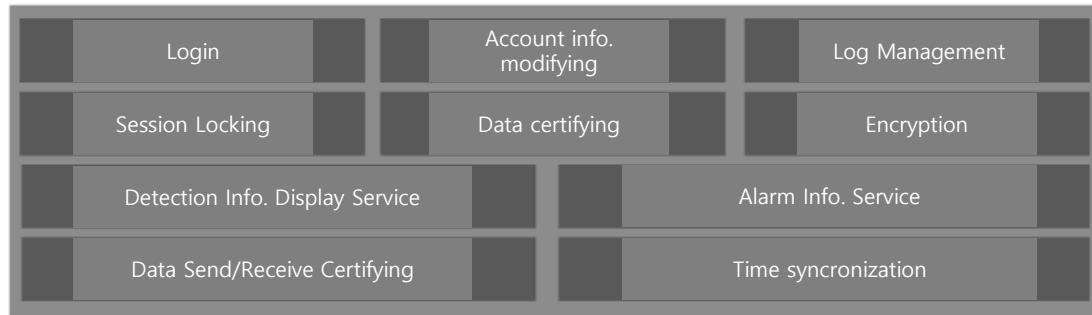 Login
Account info.
modifying
Log Management
Session Locking
Data certifying
Encryption
Detection Info. Display Service
Alarm Info. Service
Data Send/Receive Certifying
Time syncronization